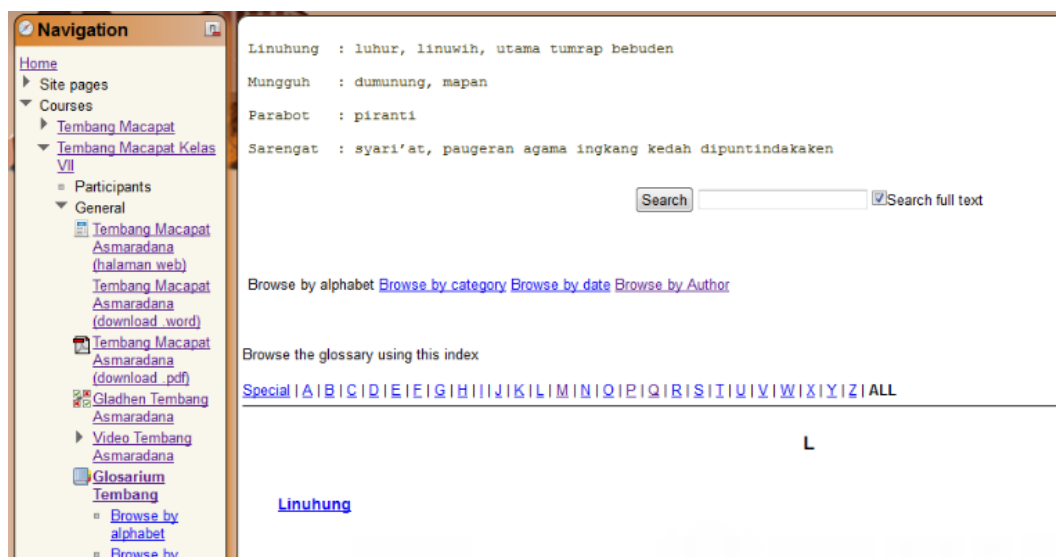 Navigation
Home
Site pages
Courses
Tembang Macapat
Tembang Macapat Kelas
VII
Participants
General
Tembang Macapat
Asmaradana
(halaman web)
Tembang Macapat
Asmaradana
(download .word)
Tembang Macapat
Asmaradana
(download .pdf)
Gladhen Tembang
Asmaradana
Video Tembang
Asmaradana
Glosarium
Tembang
Browse by
alphabet
Browse by
Linuhung : luhur, linuwih, utama tumrap bebuden
Mungguh : dumunung, mapan
Parabot : piranti
Sarengat : syari'at, paugeran agama ingkang kedah dipuntindakaken
Search Search full text
Browse by alphabet Browse by category Browse by date Browse by Author
Browse the glossary using this index
Special | A | B | C | D | E | F | G | H | I | J | K | L | M | N | O | P | Q | R | S | T | U | V | W | X | Y | Z | ALL
L
Linuhung